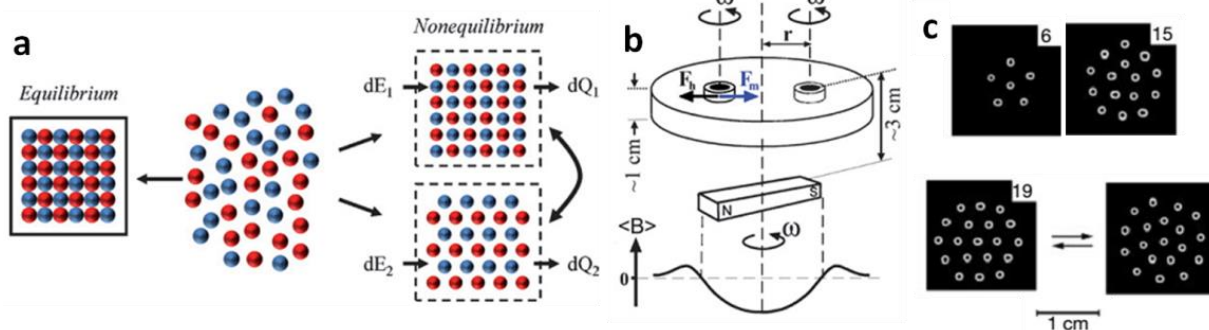 a
Equilibrium
Nonequilibrium
dE1
dQ1
dE2
dQ2
b
ω
ω
r
Fh
Fm
~1 cm
~3 cm
N
S
<B>
ω
0
c
6
15
19
1 cm